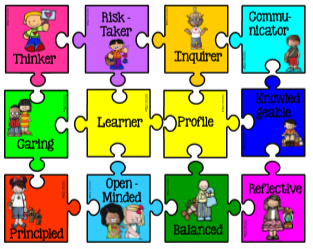 Thinker
Risk -
Taker
Inquirer
Commu-
nicator
Caring
Learner
Profile
Knowled
geable
Principled
Open -
Minded
Balanced
Reflective